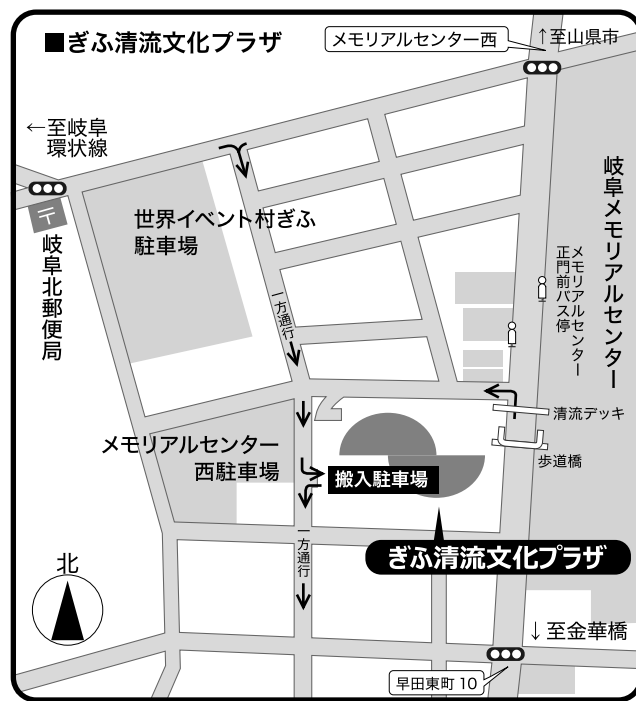 ■ぎふ清流文化プラザ
メモリアルセンター西
↑至山県市
←至岐阜
環状線
〒
岐阜北郵便局
世界イベント村ぎふ
駐車場
岐阜メモリアルセンター
メモリアルセンター
正門前バス停
一方通行
清流デッキ
歩道橋
メモリアルセンター
西駐車場
搬入駐車場
一方通行
ぎふ清流文化プラザ
北
↓至金華橋
早田東町10